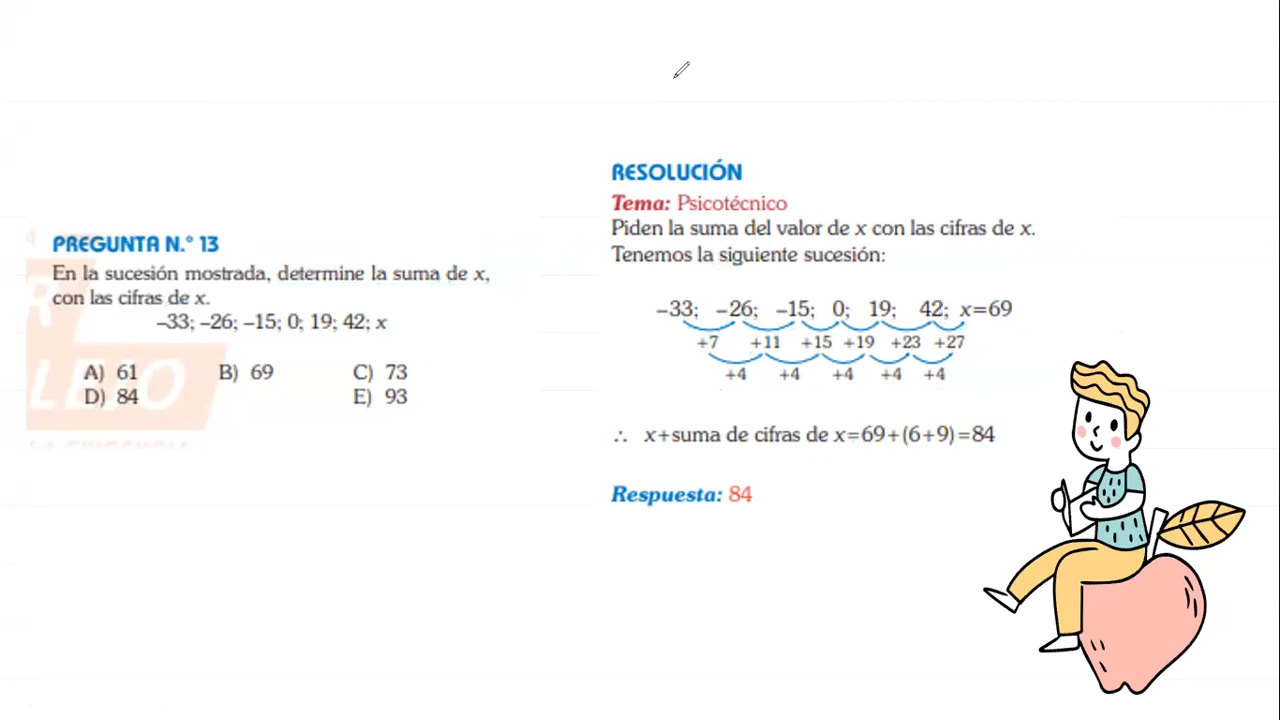 PREGUNTA N.° 13
En la sucesión mostrada, determine la suma de x,
con las cifras de x.
–33; –26; –15; 0; 19; 42; x
A) 61 B) 69 C) 73
D) 84 E) 93
RESOLUCIÓN
Tema: Psicotécnico
Piden la suma del valor de x con las cifras de x.
Tenemos la siguiente sucesión:
–33; –26; –15; 0; 19; 42; x=69
+7 +11 +15 +19 +23 +27
+4 +4 +4 +4 +4
∴ x+suma de cifras de x=69+(6+9)=84
Respuesta: 84